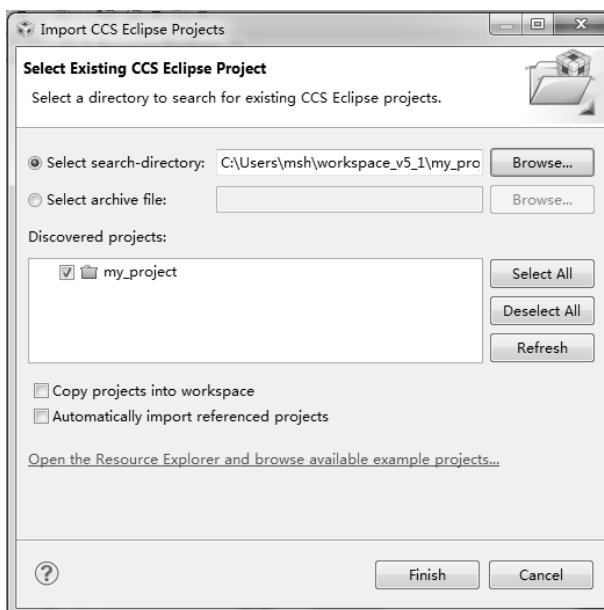 Import CCS Eclipse Projects
Select Existing CCS Eclipse Project
Select a directory to search for existing CCS Eclipse projects.
Select search-directory: C:\Users\msh\workspace_v5_1\my_pro Browse...
Select archive file: Browse...
Discovered projects:
my_project
Select All
Deselect All
Refresh
Copy projects into workspace
Automatically import referenced projects
Open the Resource Explorer and browse available example projects...
? Finish Cancel